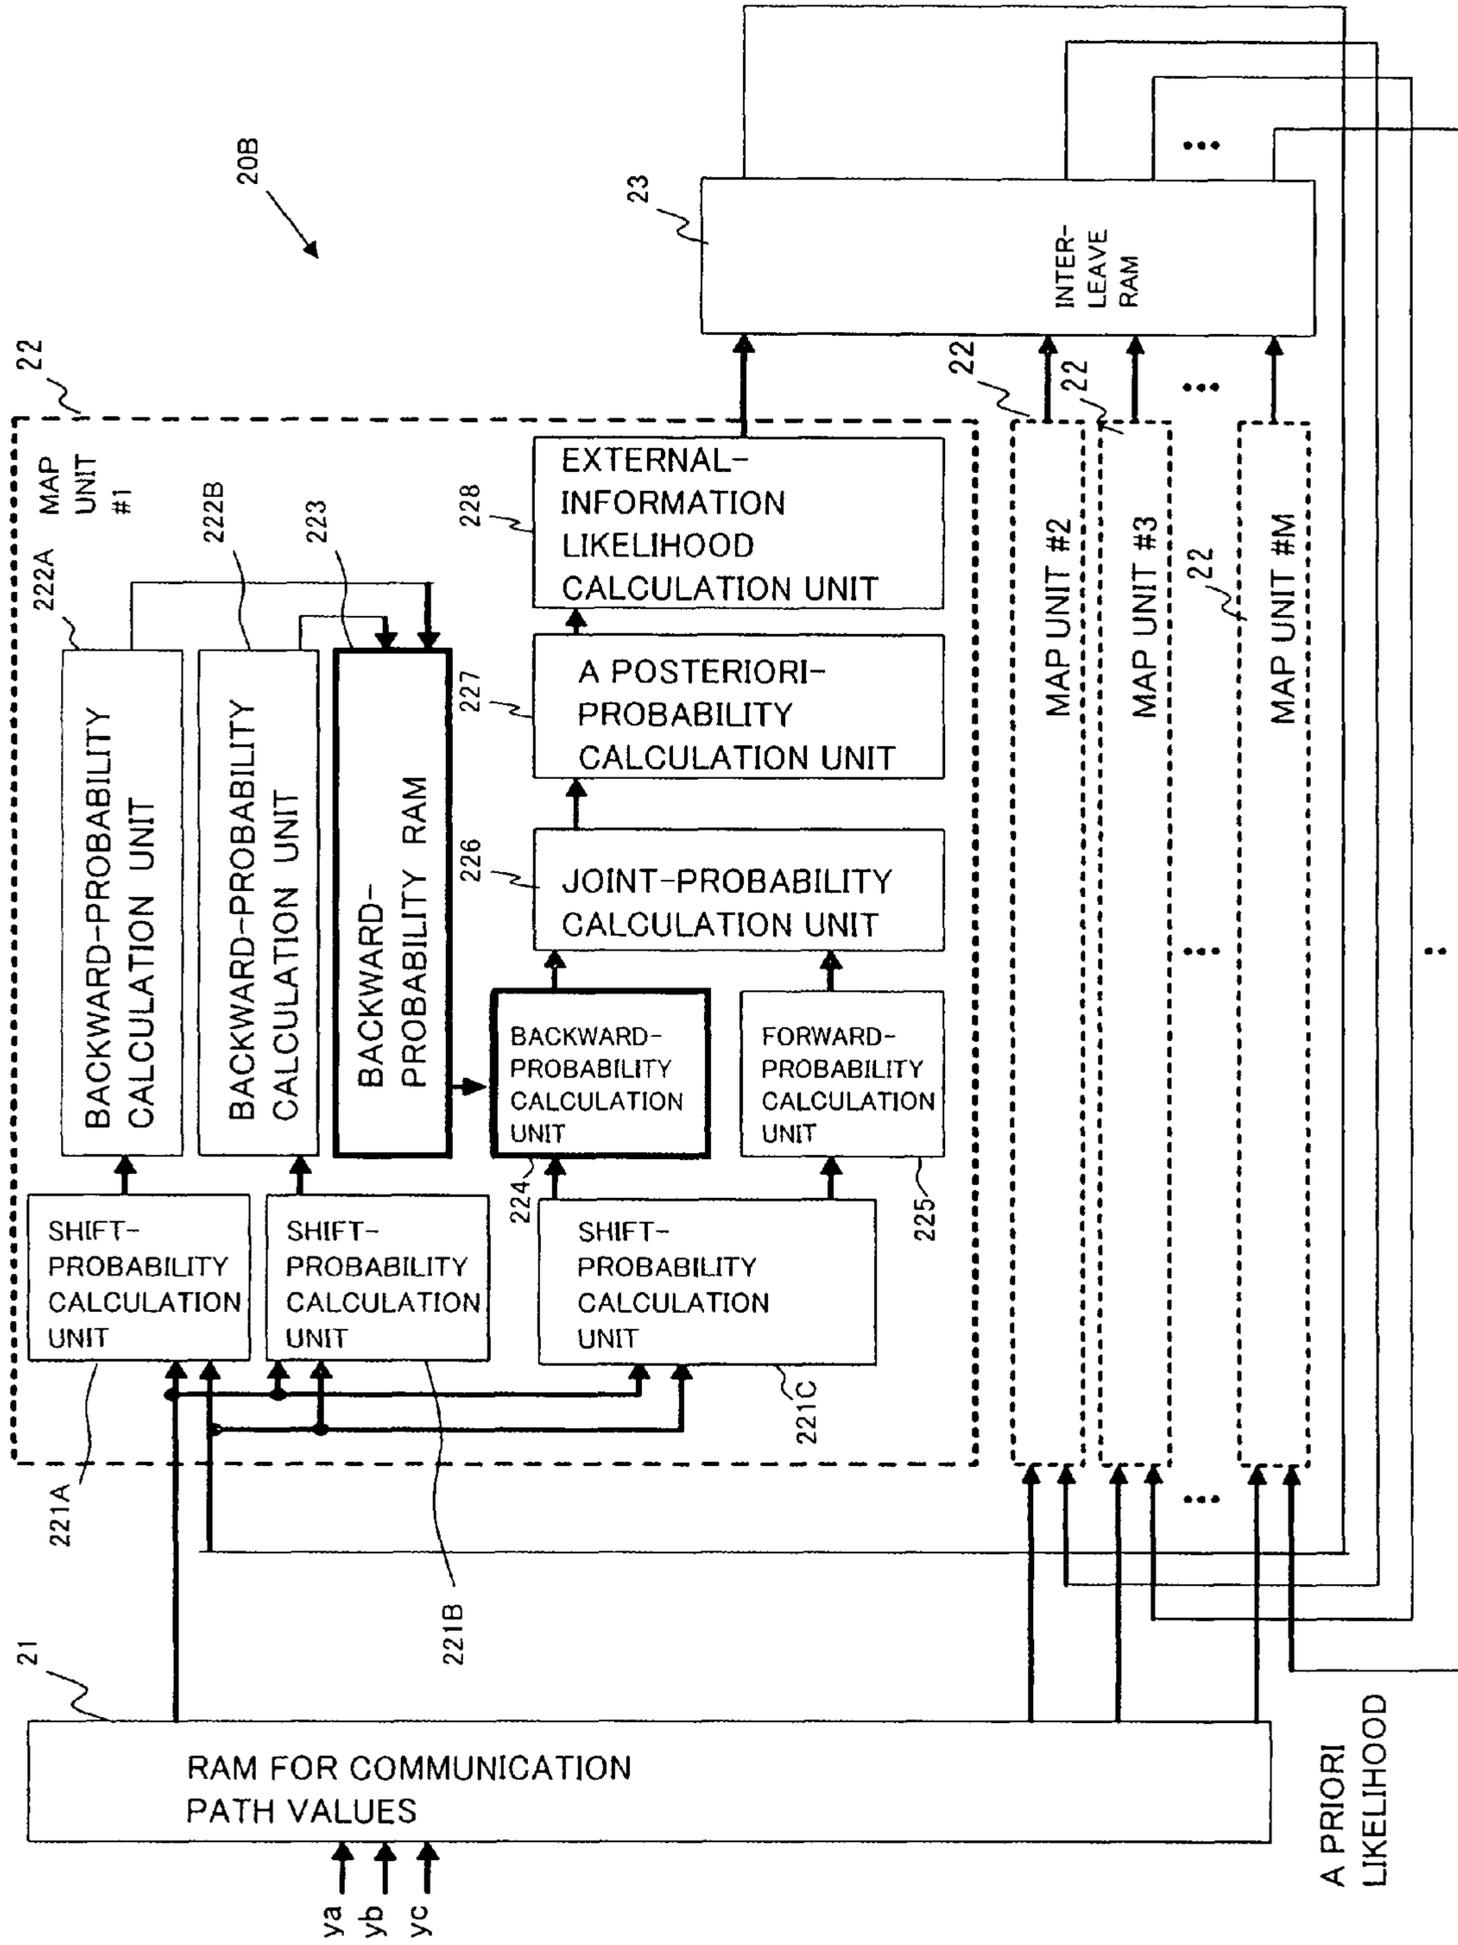 20B
22
MAP
UNIT
#1
222A
BACKWARD-PROBABILITY
CALCULATION UNIT
222B
BACKWARD-PROBABILITY
CALCULATION UNIT
223
BACKWARD-
PROBABILITY RAM
SHIFT-
PROBABILITY
CALCULATION
UNIT
221A
SHIFT-
PROBABILITY
CALCULATION
UNIT
221B
SHIFT-
PROBABILITY
CALCULATION
UNIT
221C
BACKWARD-
PROBABILITY
CALCULATION
UNIT
224
FORWARD-
PROBABILITY
CALCULATION
UNIT
225
226
JOINT-PROBABILITY
CALCULATION UNIT
227
A POSTERIORI-
PROBABILITY
CALCULATION UNIT
228
EXTERNAL-
INFORMATION
LIKELIHOOD
CALCULATION UNIT
23
INTER-
LEAVE
RAM
22
MAP UNIT #2
22
MAP UNIT #3
22
MAP UNIT #M
21
RAM FOR COMMUNICATION
PATH VALUES
ya
yb
yc
A PRIORI
LIKELIHOOD